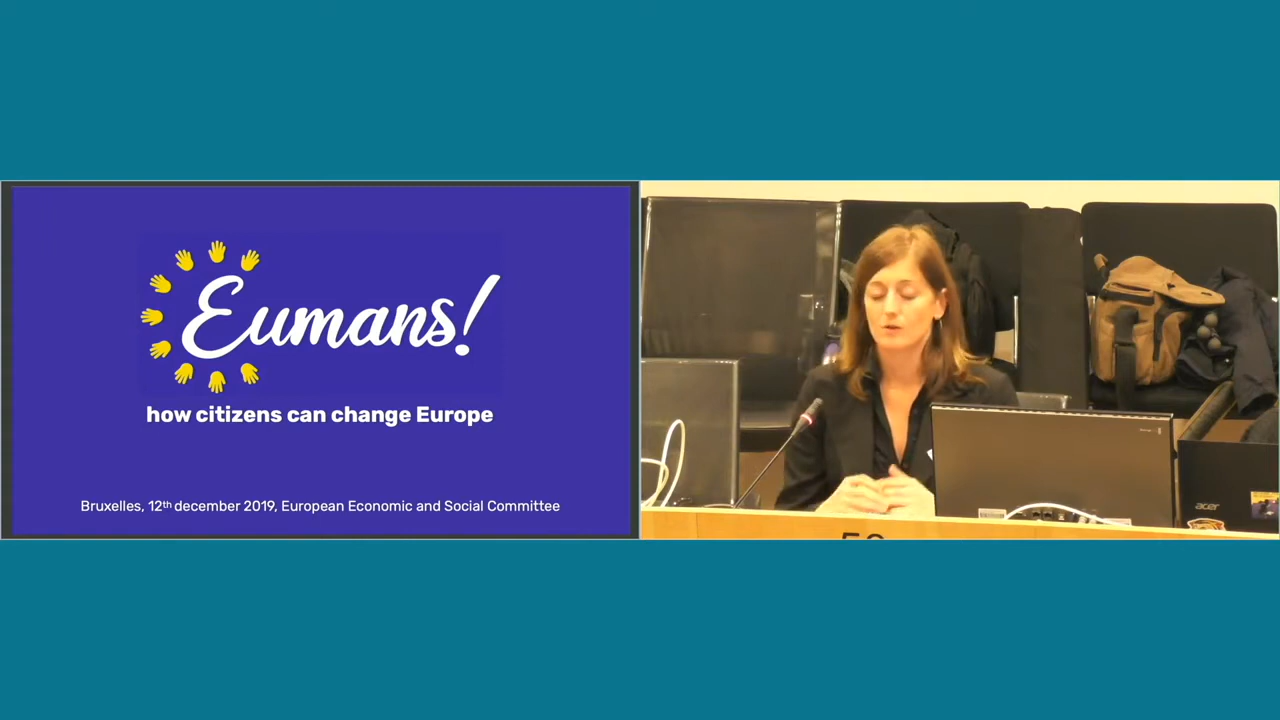 Eumans!
how citizens can change Europe
Bruxelles, 12th december 2019, European Economic and Social Committee
acer